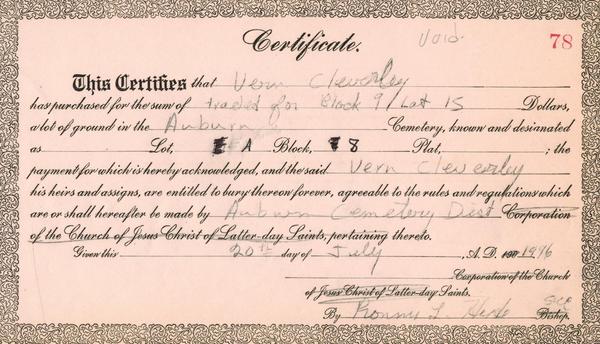 Certificate. Void. 78
This Certifies that Vern Cleverley
has purchased for the sum of traded for Block 9/Lot 15 Dollars,
a lot of ground in the Auburn Cemetery, known and desianated
as Lot, A Block, 8 Plat, ; the
payment for which is hereby acknowledged, and the said Vern Cleverley
his heirs and assigns, are entitled to bury thereon forever, agreeable to the rules and regulations which
are or shall hereafter be made by Auburn Cemetery Dist Corporation
of the Church of Jesus Christ of Latter-day Saints, pertaining thereto.
Given this 20th day of July A.D. 190 1996
Corporation of the Church
of Jesus Christ of Latter-day Saints.
By Ronny L. Bishop.